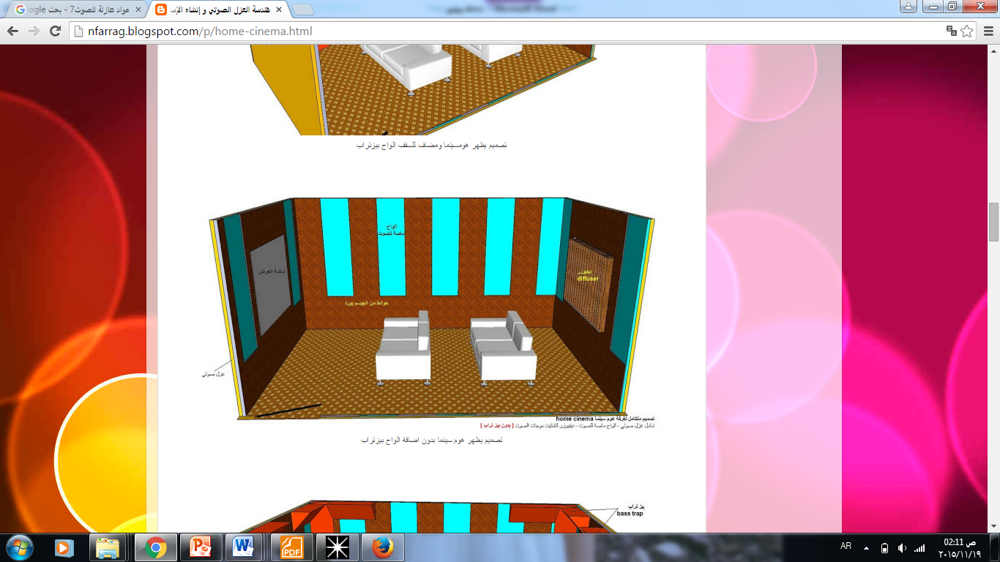 مواد عازلة للصوت7 - بحث ogle
هندسة العزل الصوتي و إنشاء الإس
nfarrag.blogspot.com/p/home-cinema.html
تصميم يظهر هومسينما ومضاف للسقف الواح بيزتراب
الواح
ماصة للصوت
شاشة العرض
ديفيوزر
diffuser
حوائط من الجبسم بورد
عزل صوتي
تصميم متكامل لغرفة هوم سينما home cinema
شامل عزل صوتي - الواح ماصة للصوت - ديفيوزر لتشتيت موجات الصوت ( بدون بيز تراب )
تصميم يظهر هوم سينما بدون اضافة الواح بيزتراب
بيز تراب
bass trap
AR
02:11 ص
٢٠١٥/١١/١٩